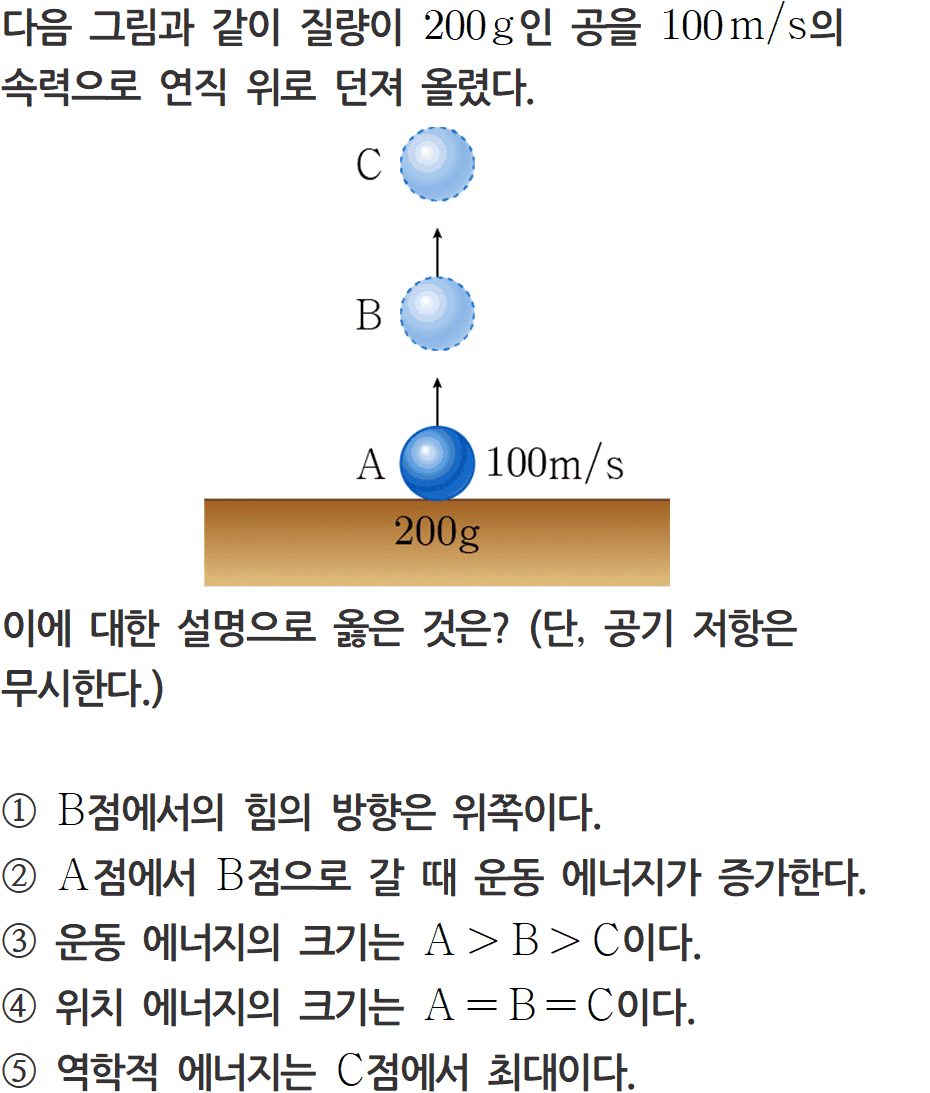 다음 그림과 같이 질량이 200g인 공을 100m/s의
속력으로 연직 위로 던져 올렸다.
C
B
A 100m/s
200g
이에 대한 설명으로 옳은 것은? (단, 공기 저항은
무시한다.)
① B점에서의 힘의 방향은 위쪽이다.
② A점에서 B점으로 갈 때 운동 에너지가 증가한다.
③ 운동 에너지의 크기는 A > B > C이다.
④ 위치 에너지의 크기는 A = B = C이다.
⑤ 역학적 에너지는 C점에서 최대이다.